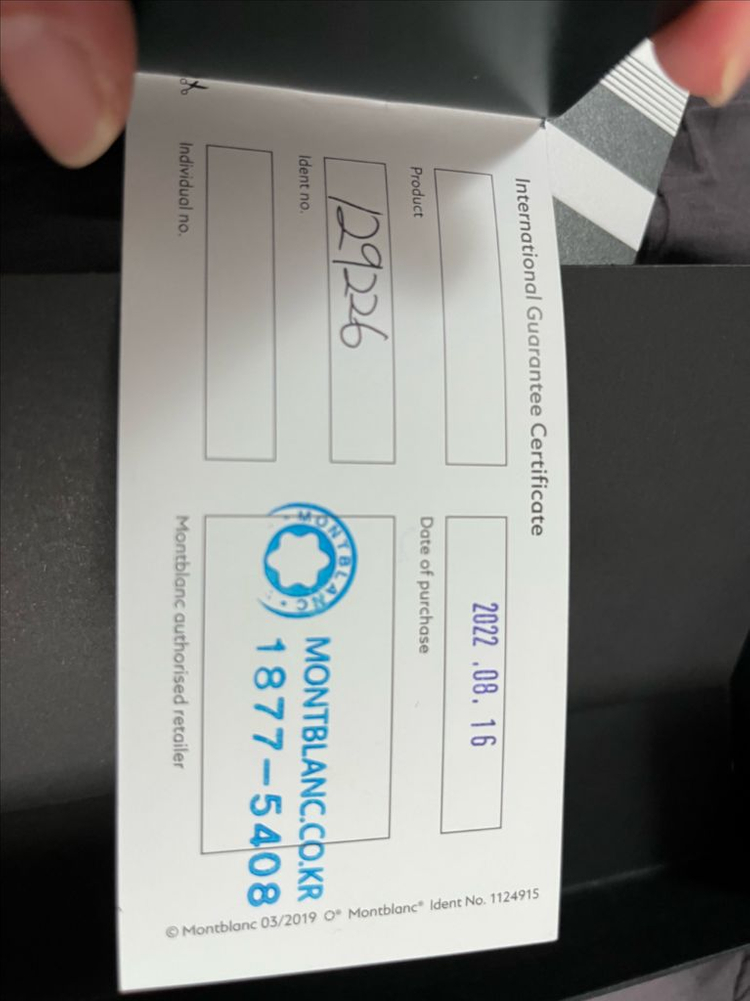 International Guarantee Certificate
Product
129226
Ident no.
Individual no.
2022 .08. 16
Date of purchase
MONTBLANC
MONTBLANC.CO.KR
1877-5408
Montblanc authorised retailer
© Montblanc 03/2019 O® Montblanc® Ident No. 1124915